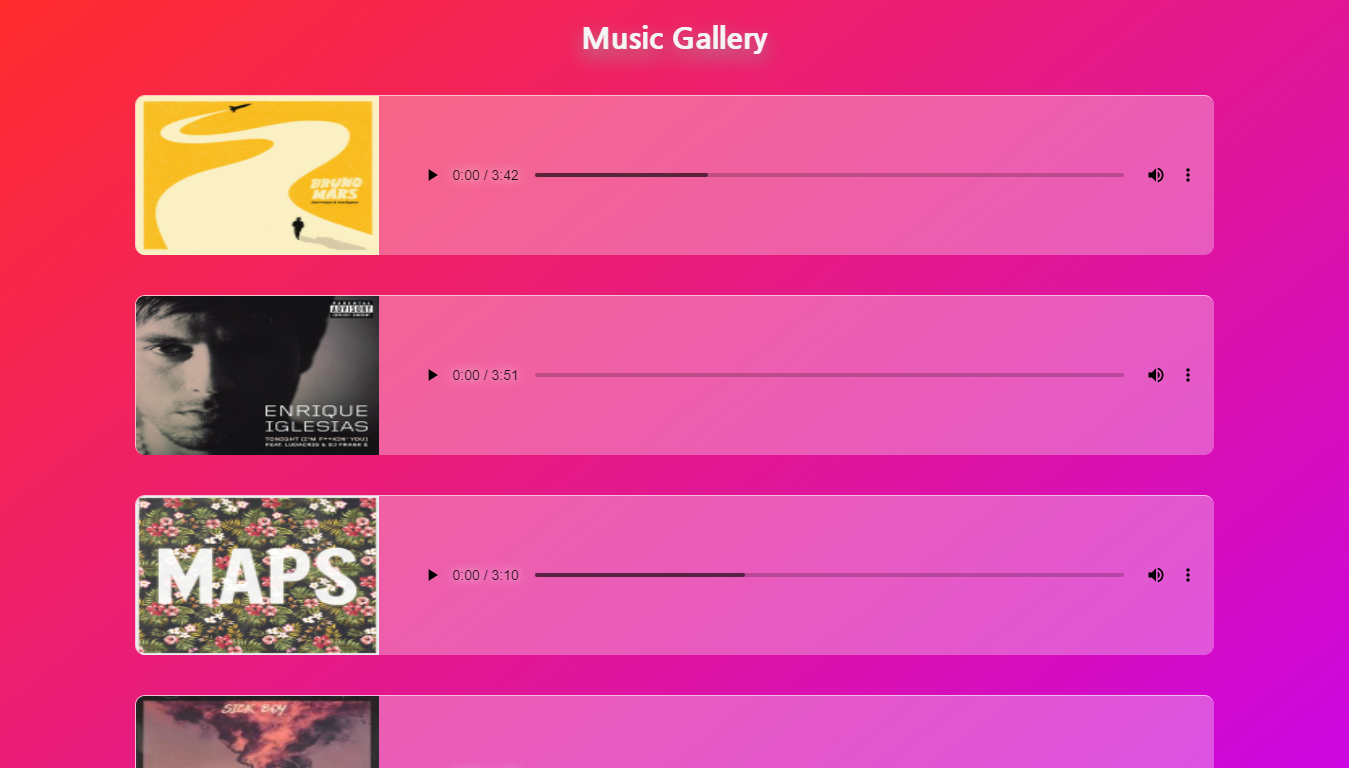 Music Gallery
BRUNO
MARS
0:00 / 3:42
PARENTAL
ADVISORY
EXPLICIT CONTENT
ENRIQUE
IGLESIAS
TONIGHT (I'M F**KIN' YOU)
FEAT. LUDACRIS & DJ FRANK E
0:00 / 3:51
MAPS
0:00 / 3:10
SICK BOY